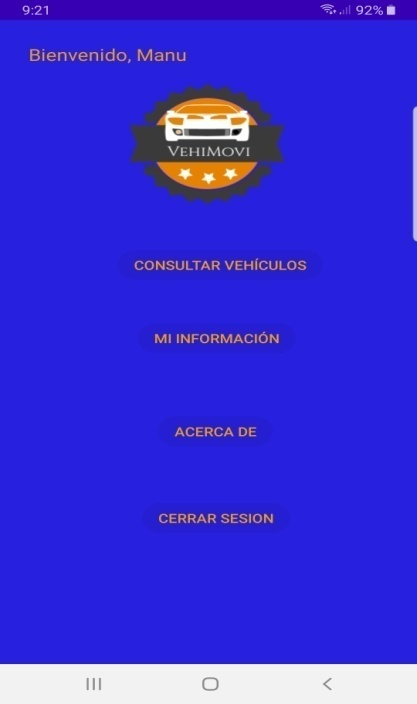 9:21
92%
Bienvenido, Manu
VEHIMOVI
CONSULTAR VEHÍCULOS
MI INFORMACIÓN
ACERCA DE
CERRAR SESION